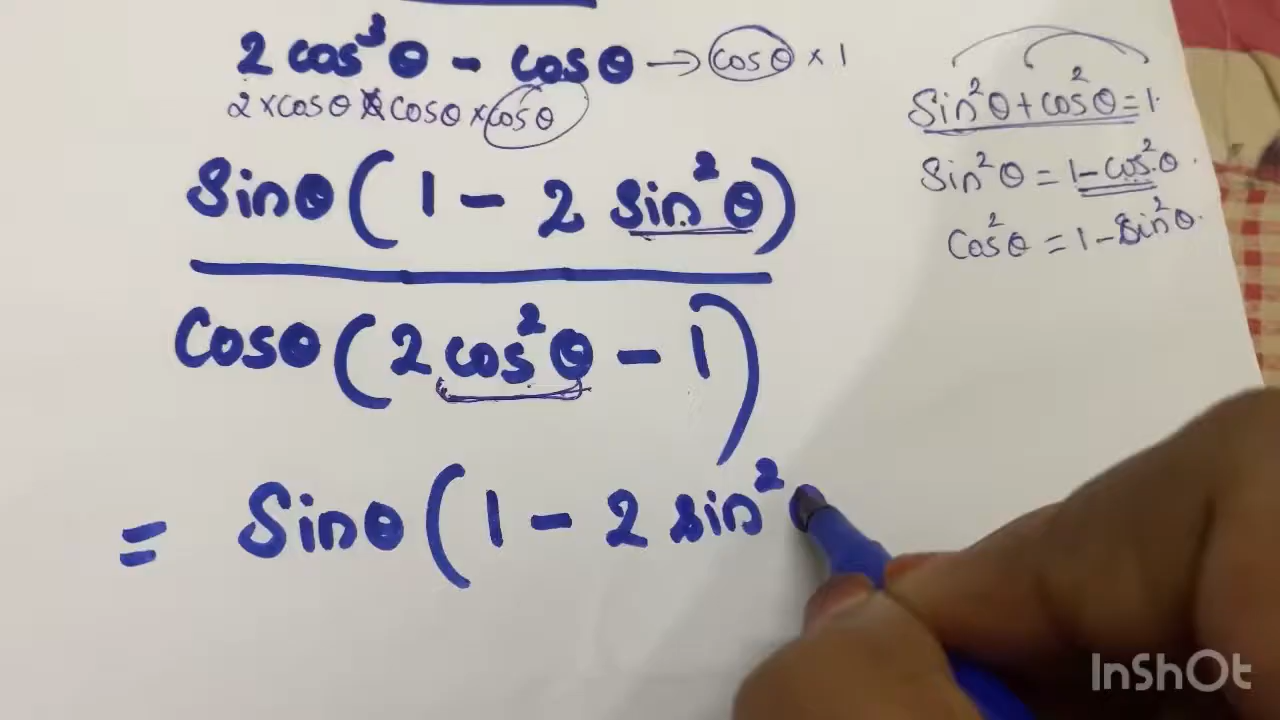 2 cos³θ - cosθ → cosθ × 1
2 × cosθ × cosθ × cosθ
sinθ ( 1 - 2 sin²θ )
cosθ ( 2 cos²θ - 1 )
= sinθ ( 1 - 2 sin²
sin²θ + cos²θ = 1.
sin²θ = 1 - cos²θ.
cos²θ = 1 - sin²θ.
InShOt